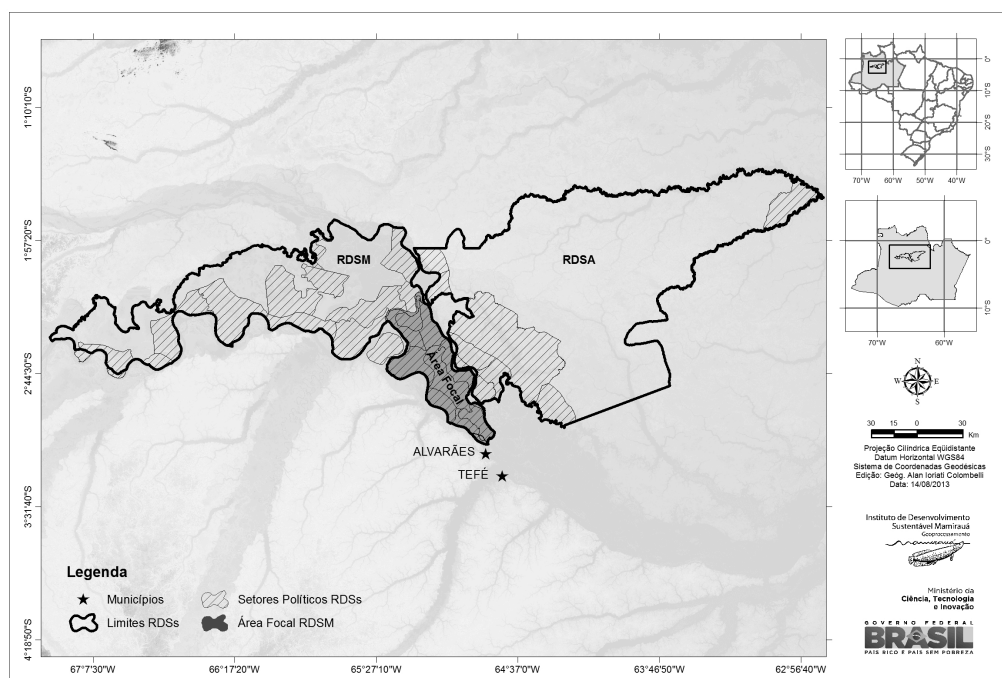 1°10'10"S
1°57'20"S
2°44'30"S
3°31'40"S
4°18'50"S
67°7'30"W
66°17'20"W
65°27'10"W
64°37'0"W
63°46'50"W
62°56'40"W
RDSM
RDSA
Área Focal
ALVARÃES
TEFÉ
Legenda
Municípios
Setores Políticos RDSs
Limites RDSs
Área Focal RDSM
0°
10°S
20°S
30°S
70°W
60°W
50°W
40°W
0°
10°S
70°W
60°W
N
W
E
S
30 15 0 30
Km
Projeção Cilíndrica Eqüidistante
Datum Horizontal WGS84
Sistema de Coordenadas Geodésicas
Edição: Geóg. Alan Ioriati Colombelli
Data: 14/08/2013
Instituto de Desenvolvimento
Sustentável Mamirauá
Geoprocessamento
Mamirauá
Ministério da
Ciência, Tecnologia
e Inovação
GOVERNO FEDERAL
BRASIL
PAÍS RICO É PAÍS SEM POBREZA